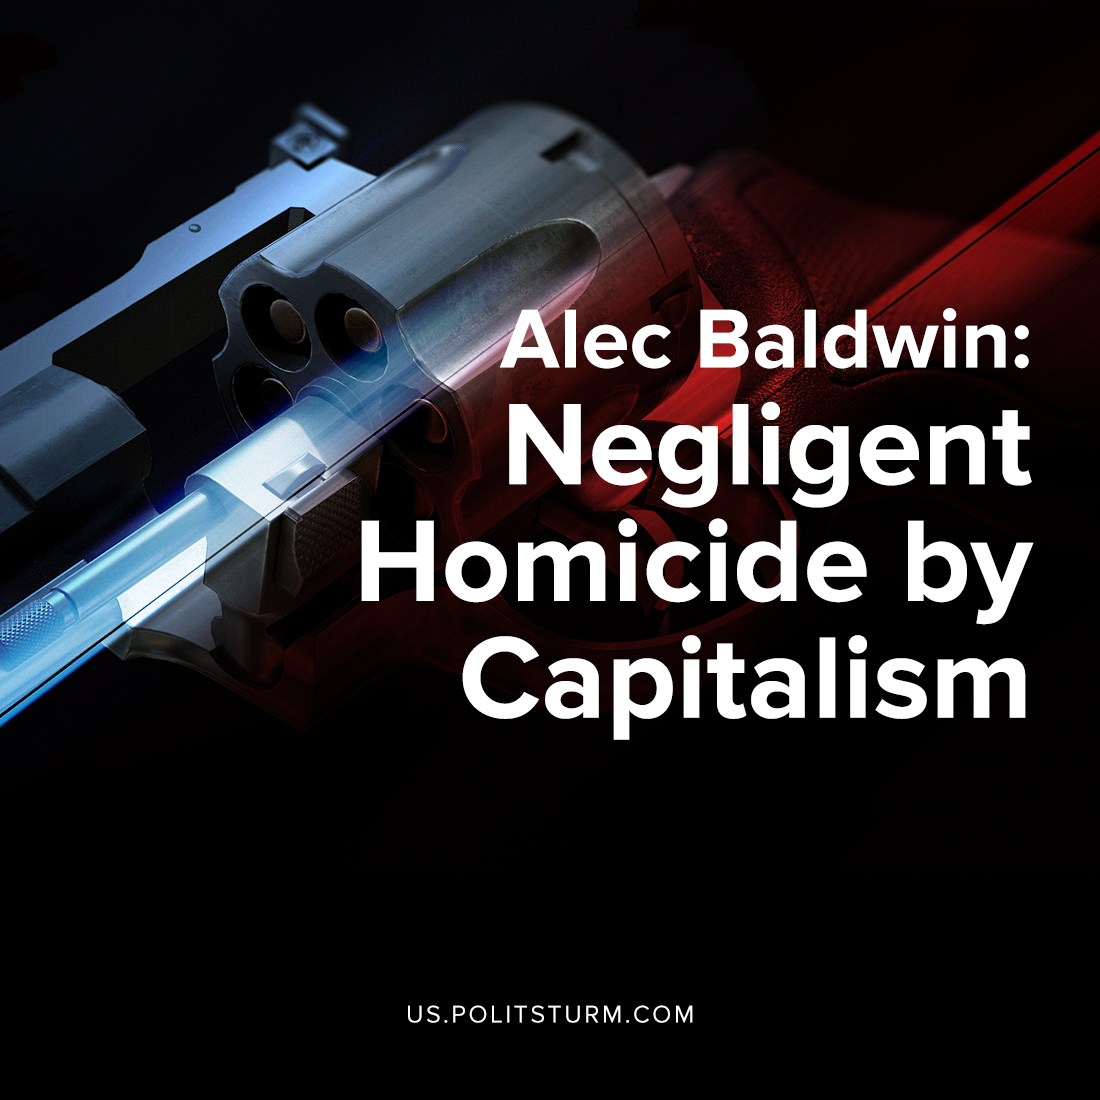 Alec Baldwin:
Negligent
Homicide by
Capitalism
US.POLITSTURM.COM